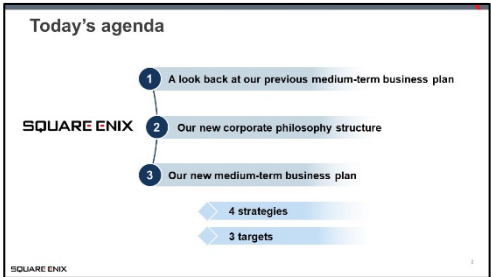 Today's agenda
1 A look back at our previous medium-term business plan
SQUARE ENIX
2 Our new corporate philosophy structure
3 Our new medium-term business plan
4 strategies
3 targets
SQUARE ENIX
2